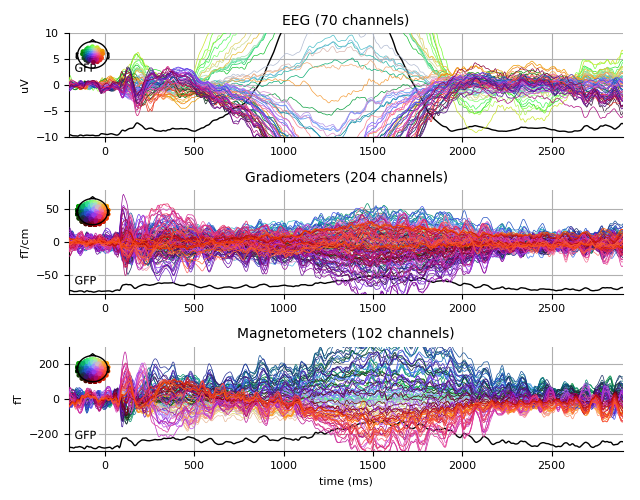 EEG (70 channels)
10
5
0
−5
−10
uV
GFP
0 500 1000 1500 2000 2500
Gradiometers (204 channels)
50
0
−50
fT/cm
GFP
0 500 1000 1500 2000 2500
Magnetometers (102 channels)
200
0
−200
fT
GFP
0 500 1000 1500 2000 2500
time (ms)